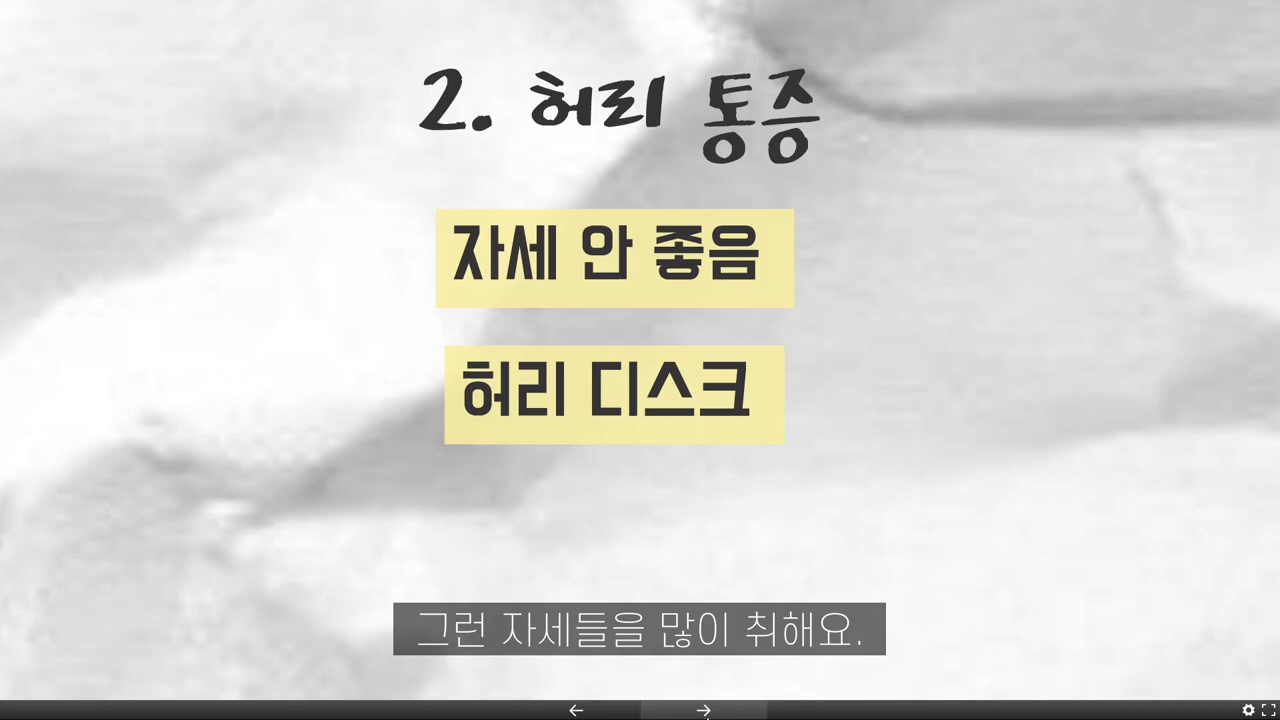 2. 허리 통증
자세 안 좋음
허리 디스크
그런 자세들을 많이 취해요.